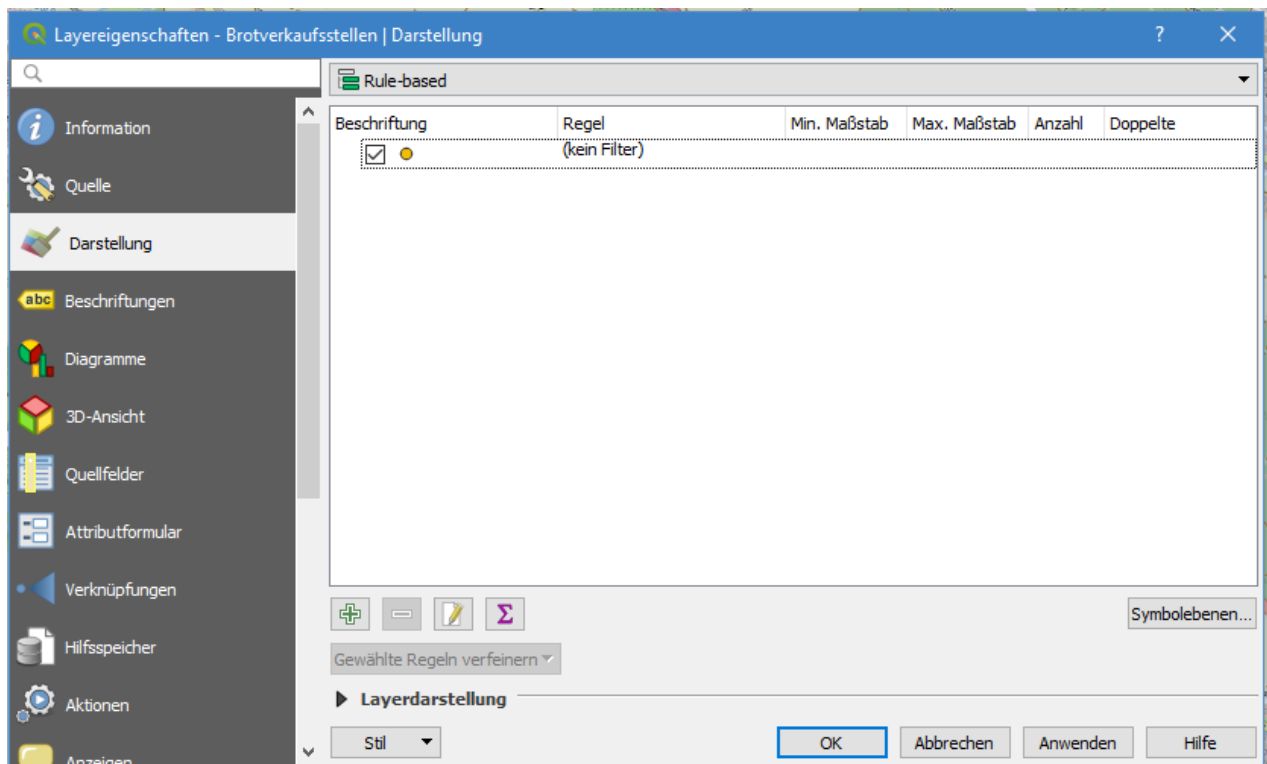 Layereigenschaften - Brotverkaufsstellen | Darstellung
Rule-based
Information
Quelle
Darstellung
Beschriftungen
Diagramme
3D-Ansicht
Quellfelder
Attributformular
Verknüpfungen
Hilfsspeicher
Aktionen
Anzeigen
Beschriftung Regel Min. Maßstab Max. Maßstab Anzahl Doppelte
(kein Filter)
Symbolebenen...
Gewählte Regeln verfeinern
Layerdarstellung
Stil OK Abbrechen Anwenden Hilfe